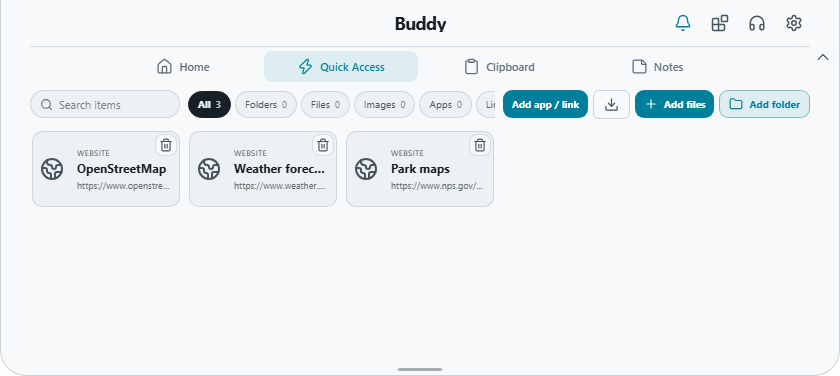 Buddy
Home
Quick Access
Clipboard
Notes
Search items
All 3
Folders 0
Files 0
Images 0
Apps 0
Add app / link
Add files
Add folder
WEBSITE
OpenStreetMap
https://www.openstre...
WEBSITE
Weather forec...
https://www.weather....
WEBSITE
Park maps
https://www.nps.gov/...